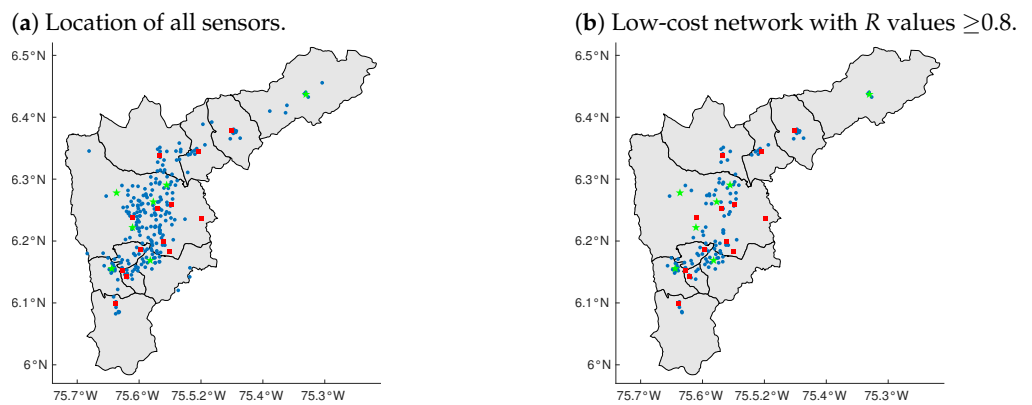 (a) Location of all sensors.
(b) Low-cost network with R values ≥0.8.
6.5°N
6.4°N
6.3°N
6.2°N
6.1°N
6°N
75.7°W 75.6°W 75.5°W 75.4°W 75.3°W
6.5°N
6.4°N
6.3°N
6.2°N
6.1°N
6°N
75.7°W 75.6°W 75.5°W 75.4°W 75.3°W